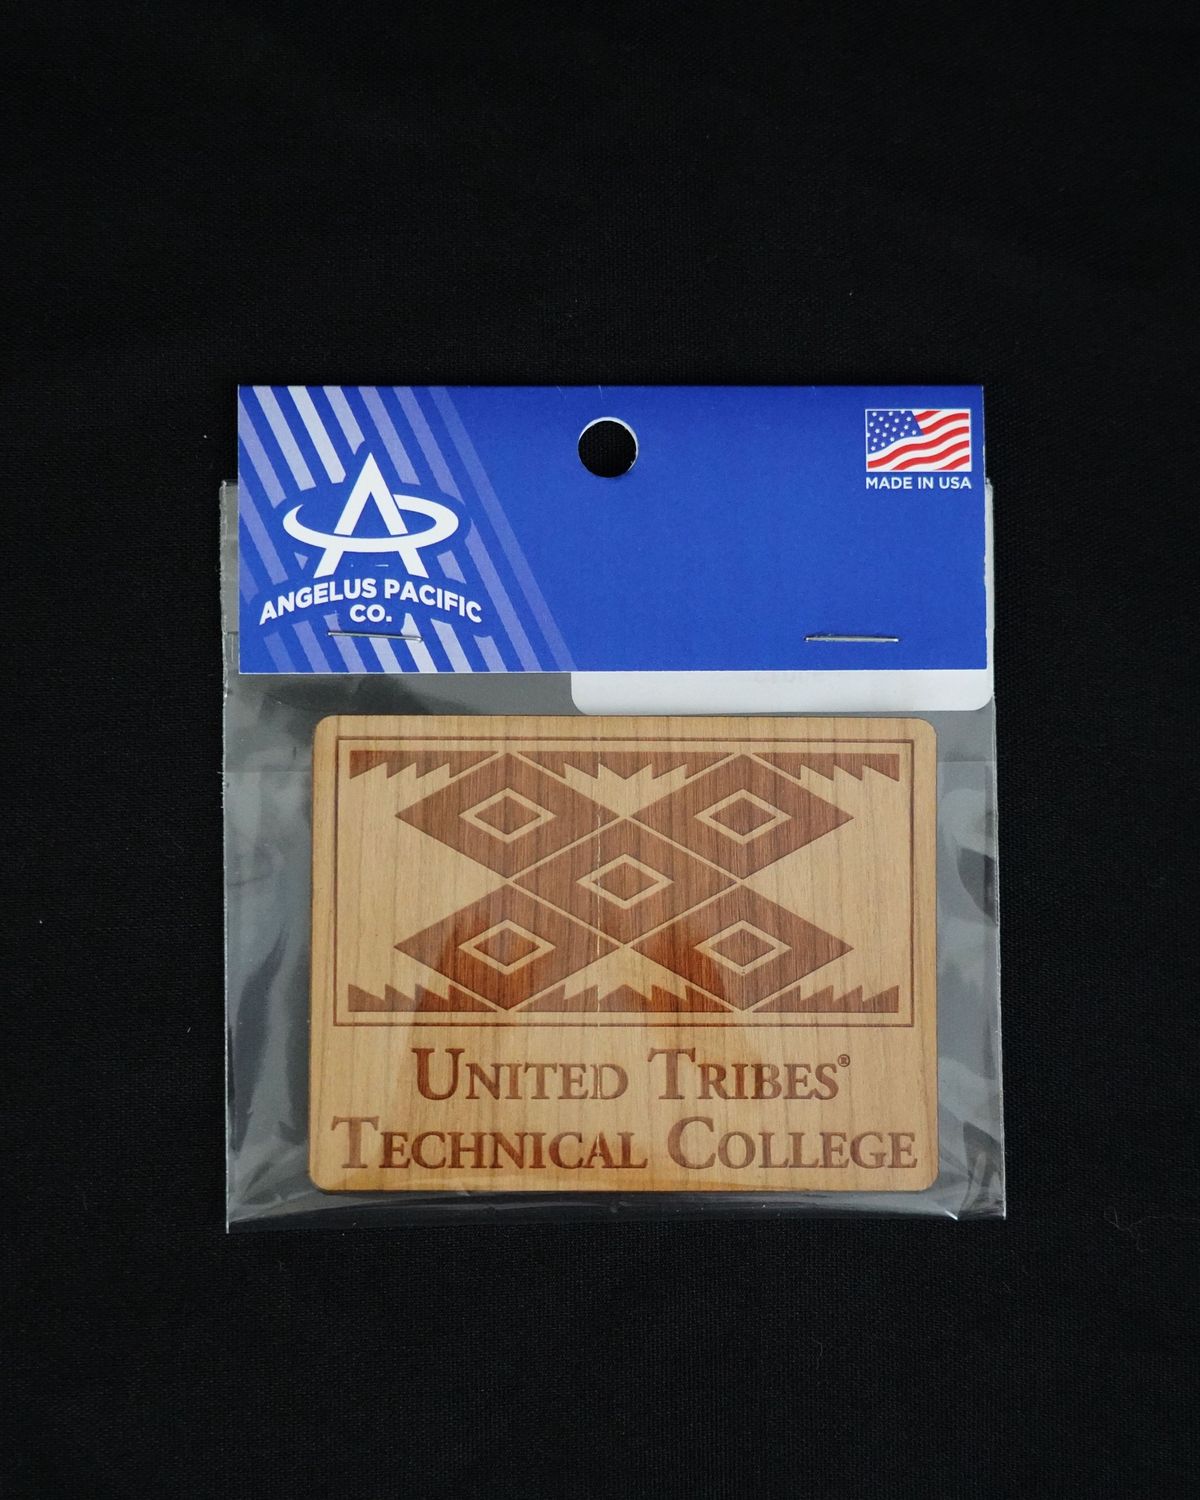 MADE IN USA
ANGELUS PACIFIC
CO.
UNITED TRIBES®
TECHNICAL COLLEGE